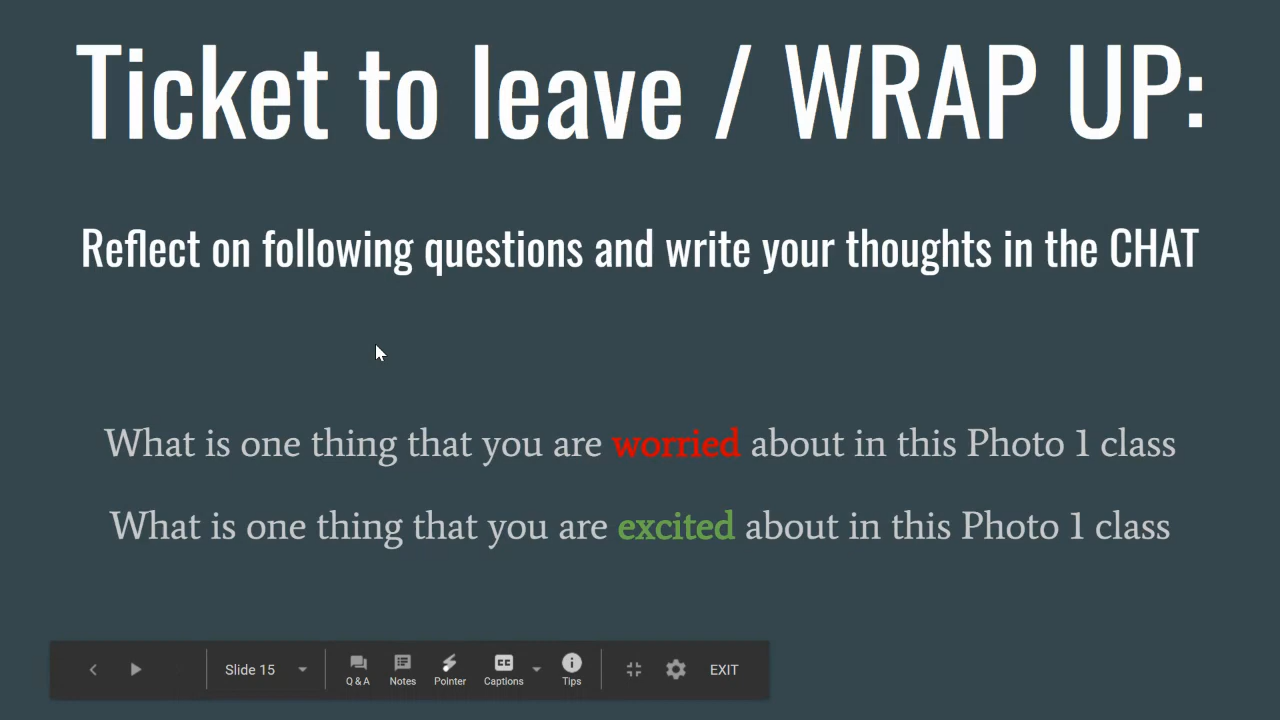 Ticket to leave / WRAP UP:
Reflect on following questions and write your thoughts in the CHAT
What is one thing that you are worried about in this Photo 1 class
What is one thing that you are excited about in this Photo 1 class
Slide 15
Q & A
Notes
Pointer
CC
Captions
Tips
EXIT